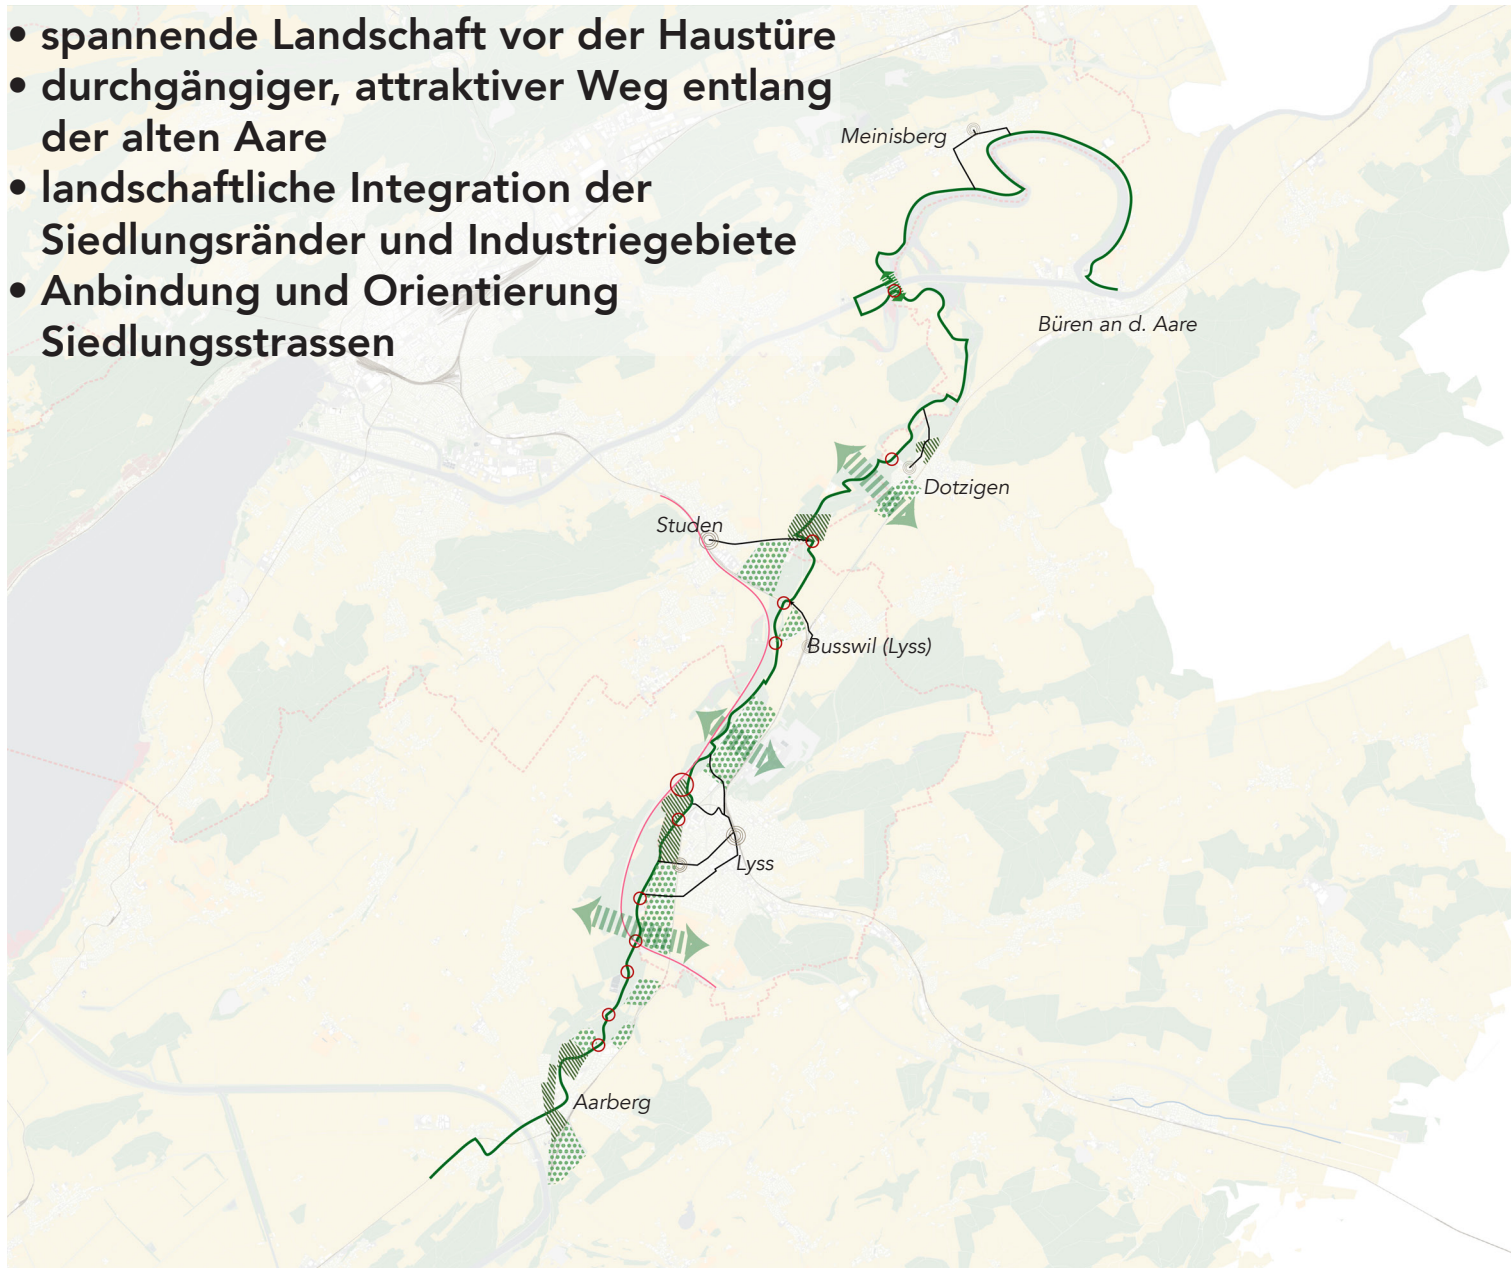 • spannende Landschaft vor der Haustüre
• durchgängiger, attraktiver Weg entlang
der alten Aare
• landschaftliche Integration der
Siedlungsränder und Industriegebiete
• Anbindung und Orientierung
Siedlungsstrassen
Meinisberg
Büren an d. Aare
Dotzigen
Studen
Busswil (Lyss)
Lyss
Aarberg